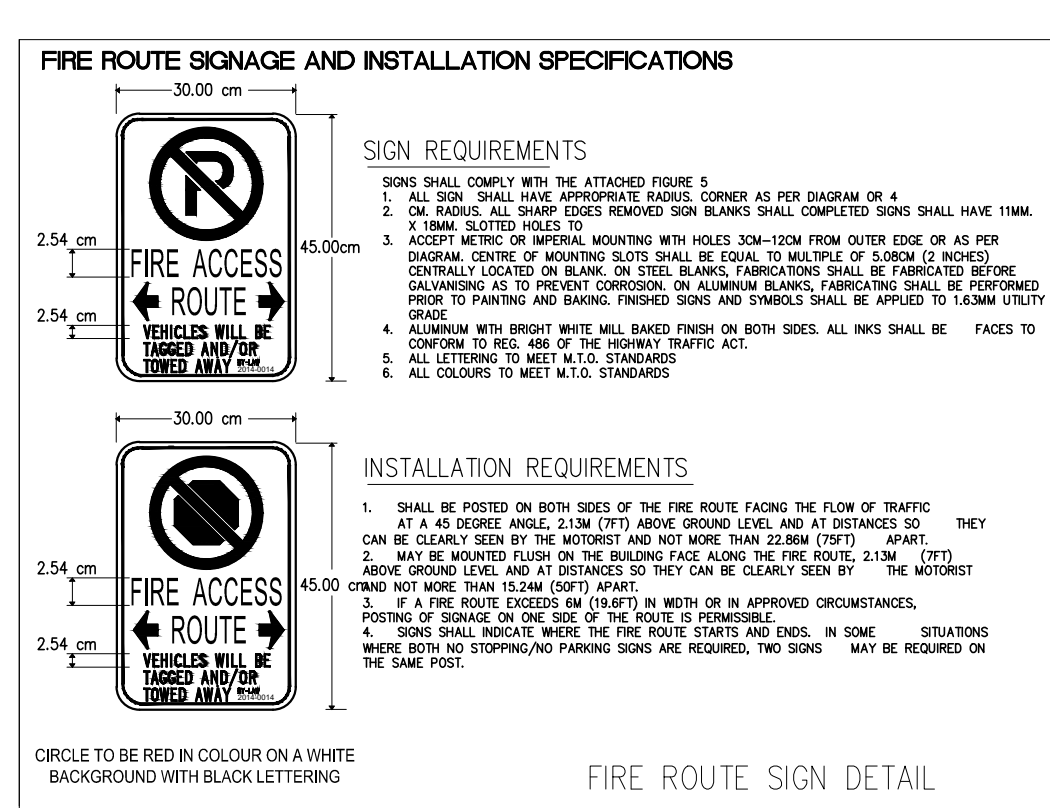 FIRE ROUTE SIGNAGE AND INSTALLATION SPECIFICATIONS
30.00 cm
P
2.54 cm
45.00cm
FIRE ACCESS
ROUTE
2.54 cm
VEHICLES WILL BE
TAGGED AND/OR
TOWED AWAY BY-LAW 2014-0014
SIGN REQUIREMENTS
SIGNS SHALL COMPLY WITH THE ATTACHED FIGURE 5
1. ALL SIGN SHALL HAVE APPROPRIATE RADIUS. CORNER AS PER DIAGRAM OR 4
2. CM. RADIUS. ALL SHARP EDGES REMOVED SIGN BLANKS SHALL COMPLETED SIGNS SHALL HAVE 11MM.
X 18MM. SLOTTED HOLES TO
3. ACCEPT METRIC OR IMPERIAL MOUNTING WITH HOLES 3CM-12CM FROM OUTER EDGE OR AS PER
DIAGRAM. CENTRE OF MOUNTING SLOTS SHALL BE EQUAL TO MULTIPLE OF 5.08CM (2 INCHES)
CENTRALLY LOCATED ON BLANK. ON STEEL BLANKS, FABRICATIONS SHALL BE FABRICATED BEFORE
GALVANISING AS TO PREVENT CORROSION. ON ALUMINUM BLANKS, FABRICATING SHALL BE PERFORMED
PRIOR TO PAINTING AND BAKING. FINISHED SIGNS AND SYMBOLS SHALL BE APPLIED TO 1.63MM UTILITY
GRADE
4. ALUMINUM WITH BRIGHT WHITE MILL BAKED FINISH ON BOTH SIDES. ALL INKS SHALL BE FACES TO
CONFORM TO REG. 486 OF THE HIGHWAY TRAFFIC ACT.
5. ALL LETTERING TO MEET M.T.O. STANDARDS
6. ALL COLOURS TO MEET M.T.O. STANDARDS
30.00 cm
2.54 cm
45.00 cm
FIRE ACCESS
ROUTE
2.54 cm
VEHICLES WILL BE
TAGGED AND/OR
TOWED AWAY BY-LAW 2014-0014
INSTALLATION REQUIREMENTS
1. SHALL BE POSTED ON BOTH SIDES OF THE FIRE ROUTE FACING THE FLOW OF TRAFFIC
AT A 45 DEGREE ANGLE, 2.13M (7FT) ABOVE GROUND LEVEL AND AT DISTANCES SO THEY
CAN BE CLEARLY SEEN BY THE MOTORIST AND NOT MORE THAN 22.86M (75FT) APART.
2. MAY BE MOUNTED FLUSH ON THE BUILDING FACE ALONG THE FIRE ROUTE, 2.13M (7FT)
ABOVE GROUND LEVEL AND AT DISTANCES SO THEY CAN BE CLEARLY SEEN BY THE MOTORIST
AND NOT MORE THAN 15.24M (50FT) APART.
3. IF A FIRE ROUTE EXCEEDS 6M (19.6FT) IN WIDTH OR IN APPROVED CIRCUMSTANCES,
POSTING OF SIGNAGE ON ONE SIDE OF THE ROUTE IS PERMISSIBLE.
4. SIGNS SHALL INDICATE WHERE THE FIRE ROUTE STARTS AND ENDS. IN SOME SITUATIONS
WHERE BOTH NO STOPPING/NO PARKING SIGNS ARE REQUIRED, TWO SIGNS MAY BE REQUIRED ON
THE SAME POST.
CIRCLE TO BE RED IN COLOUR ON A WHITE
BACKGROUND WITH BLACK LETTERING
FIRE ROUTE SIGN DETAIL